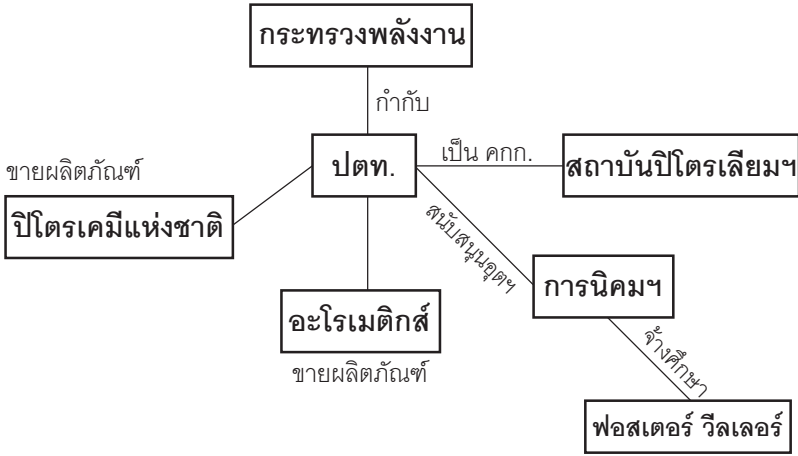 กระทรวงพลังงาน
กำกับ
ปตท.
เป็น คกก.
สถาบันปิโตรเลียมฯ
ขายผลิตภัณฑ์
ปิโตรเคมีแห่งชาติ
สนับสนุนอุตฯ
การนิคมฯ
อะโรเมติกส์
ขายผลิตภัณฑ์
จ้างศึกษา
ฟอสเตอร์ วีลเลอร์